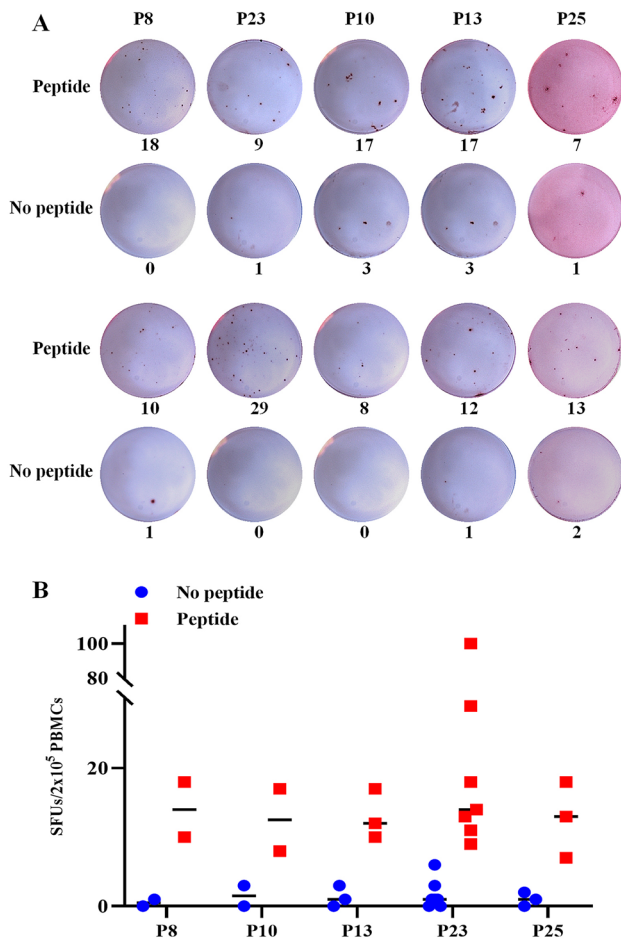 A
P8 P23 P10 P13 P25
Peptide
18 9 17 17 7
No peptide
0 1 3 3 1
Peptide
10 29 8 12 13
No peptide
1 0 0 1 2
B
No peptide
Peptide
100
80
20
0
SFUs/2x10⁵ PBMCs
P8 P10 P13 P23 P25